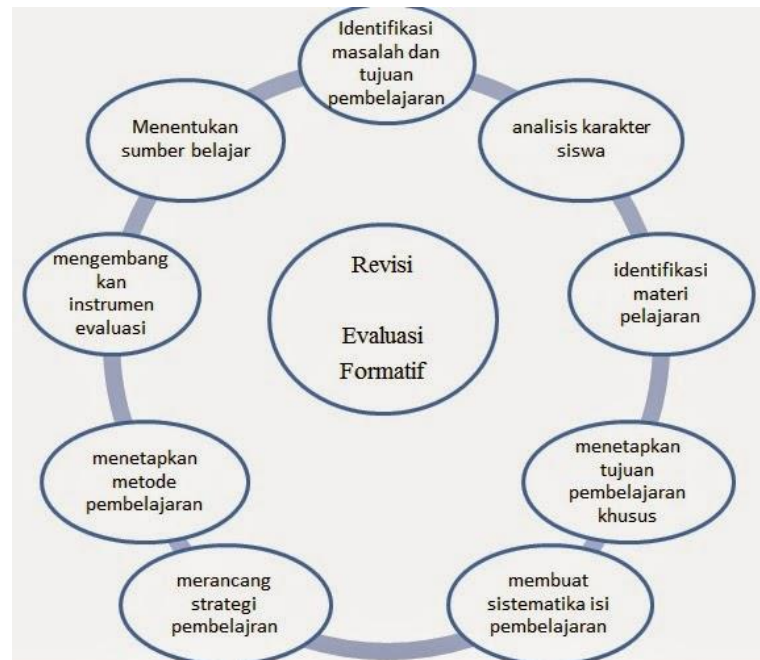 Identifikasi
masalah dan
tujuan
pembelajaran
analisis karakter
siswa
identifikasi
materi
pelajaran
menetapkan
tujuan
pembelajaran
khusus
membuat
sistematika isi
pembelajaran
merancang
strategi
pembelajran
menetapkan
metode
pembelajaran
mengembang
kan
instrumen
evaluasi
Menentukan
sumber belajar
Revisi
Evaluasi
Formatif